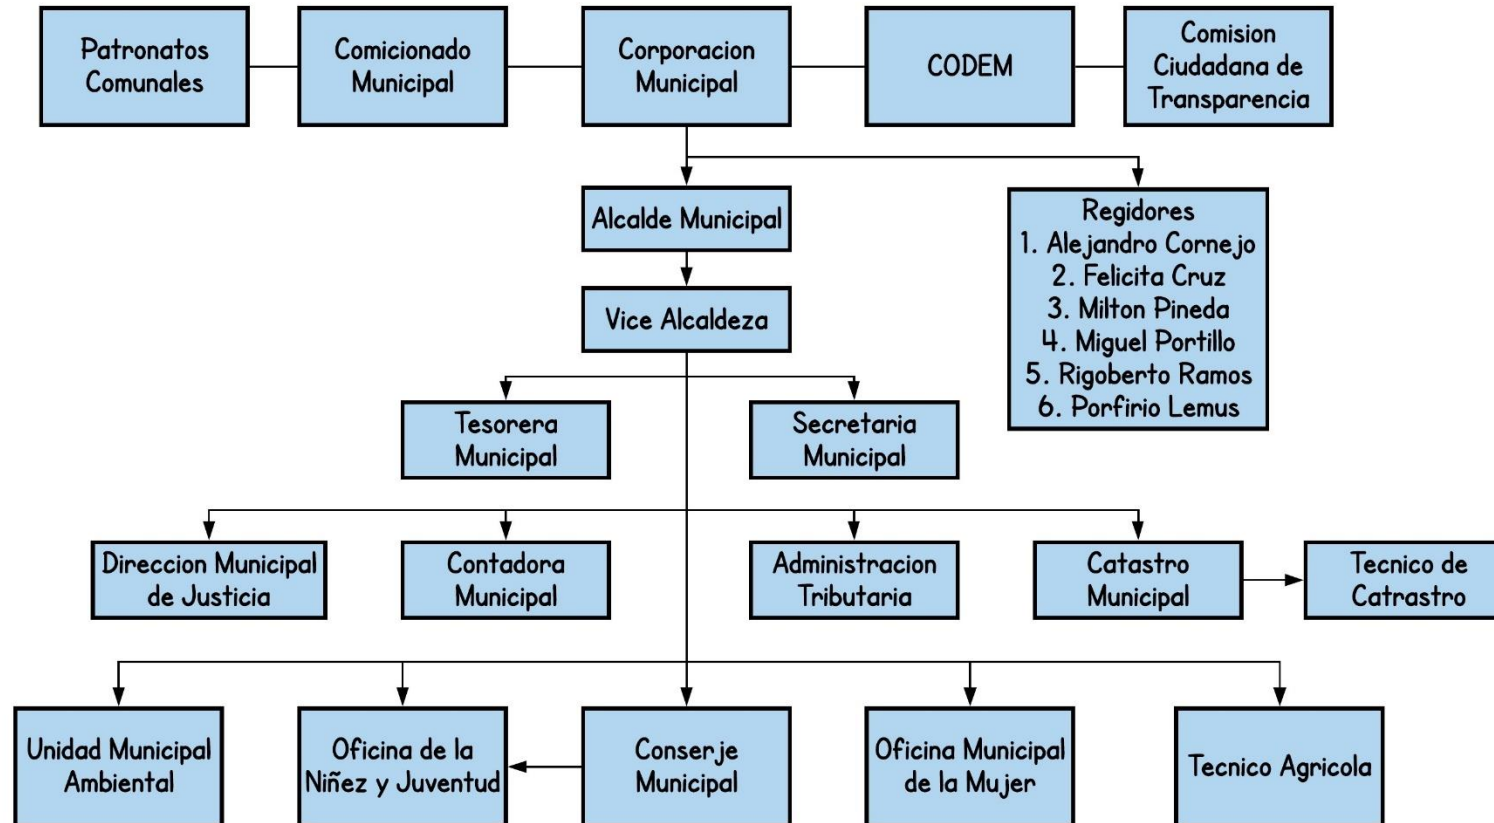 Patronatos
Comunales
Comicionado
Municipal
Corporacion
Municipal
CODEM
Comision
Ciudadana de
Transparencia
Alcalde Municipal
Regidores
1. Alejandro Cornejo
2. Felicita Cruz
3. Milton Pineda
4. Miguel Portillo
5. Rigoberto Ramos
6. Porfirio Lemus
Vice Alcaldeza
Tesorera
Municipal
Secretaria
Municipal
Direccion Municipal
de Justicia
Contadora
Municipal
Administracion
Tributaria
Catastro
Municipal
Tecnico de
Catrastro
Unidad Municipal
Ambiental
Oficina de la
Niñez y Juventud
Conserje
Municipal
Oficina Municipal
de la Mujer
Tecnico Agricola